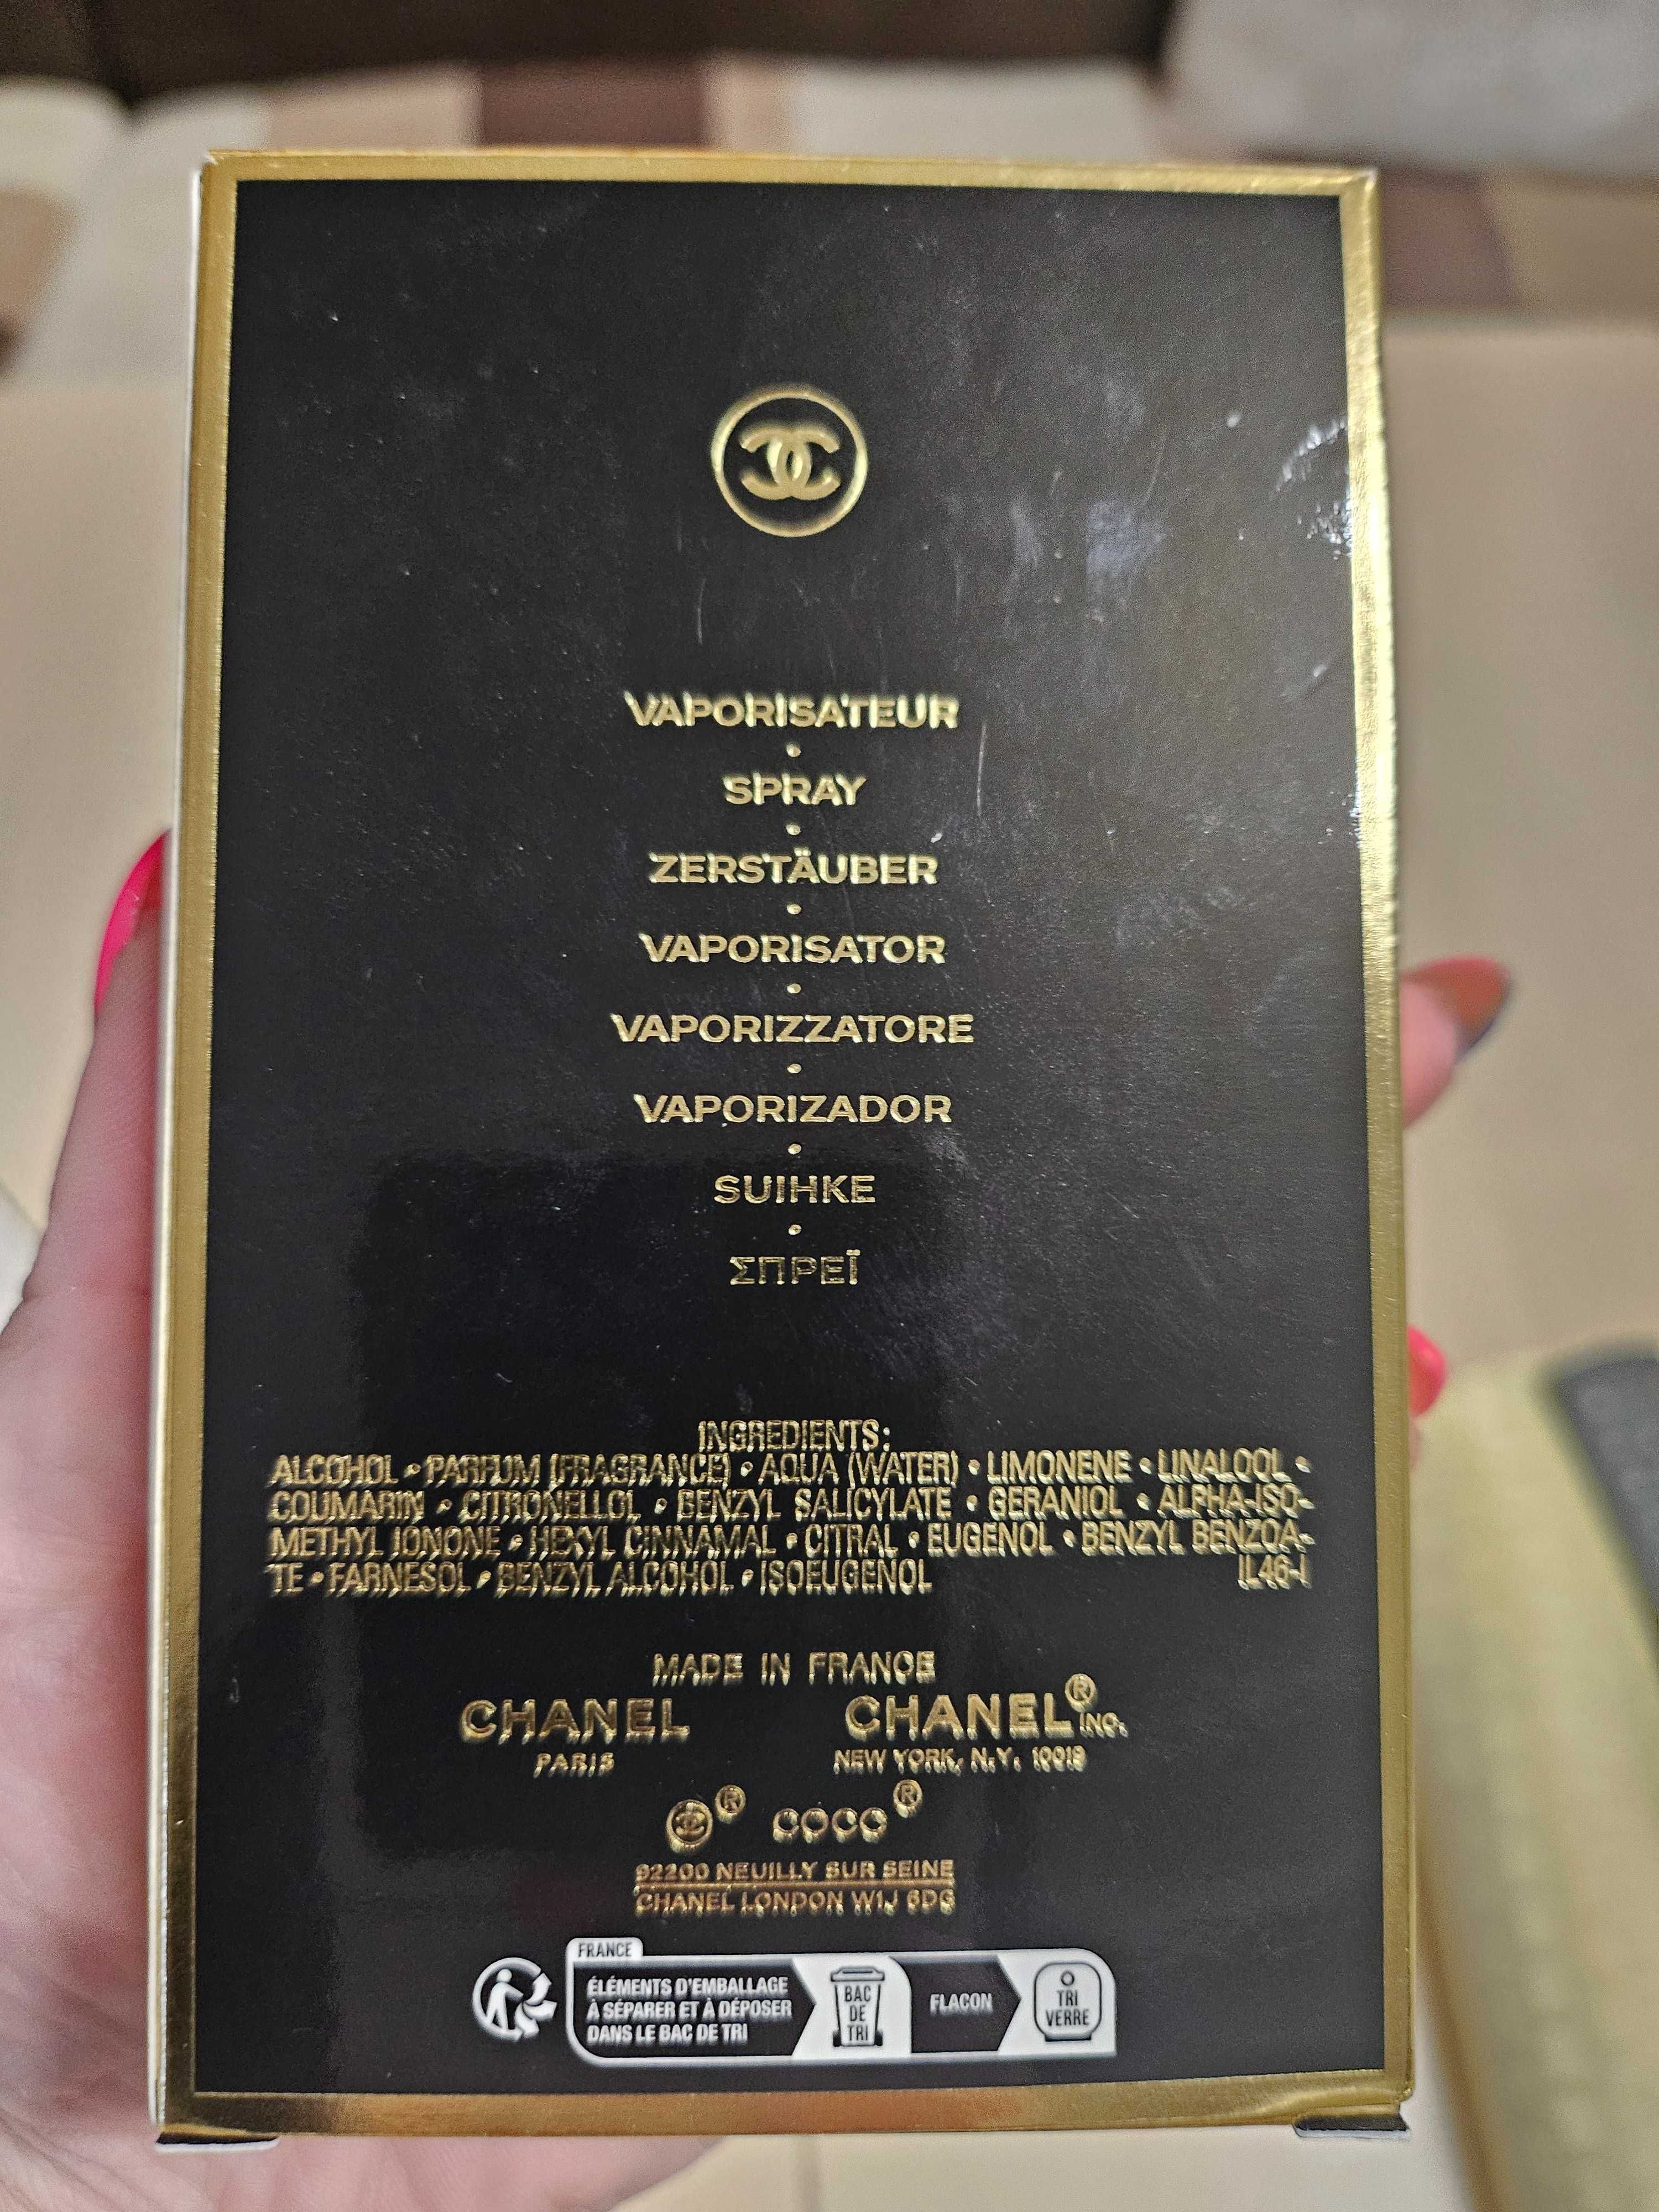 VAPORISATEUR
•
SPRAY
•
ZERSTÄUBER
•
VAPORISATOR
•
VAPORIZZATORE
•
VAPORIZADOR
•
SUIHKE
•
ΣΠΡΕΪ
INGREDIENTS:
ALCOHOL • PARFUM (FRAGRANCE) • AQUA (WATER) • LIMONENE • LINALOOL •
COUMARIN • CITRONELLOL • BENZYL SALICYLATE • GERANIOL • ALPHA-ISO-
METHYL IONONE • HEXYL CINNAMAL • CITRAL • EUGENOL • BENZYL BENZOA-
TE • FARNESOL • BENZYL ALCOHOL • ISOEUGENOL IL46-I
MADE IN FRANCE
CHANEL CHANEL® INC.
PARIS NEW YORK, N.Y. 10019
® COCO®
92200 NEUILLY SUR SEINE
CHANEL LONDON W1J 6DG
FRANCE
ÉLÉMENTS D'EMBALLAGE
À SÉPARER ET À DÉPOSER
DANS LE BAC DE TRI
BAC
DE
TRI
FLACON
TRI
VERRE